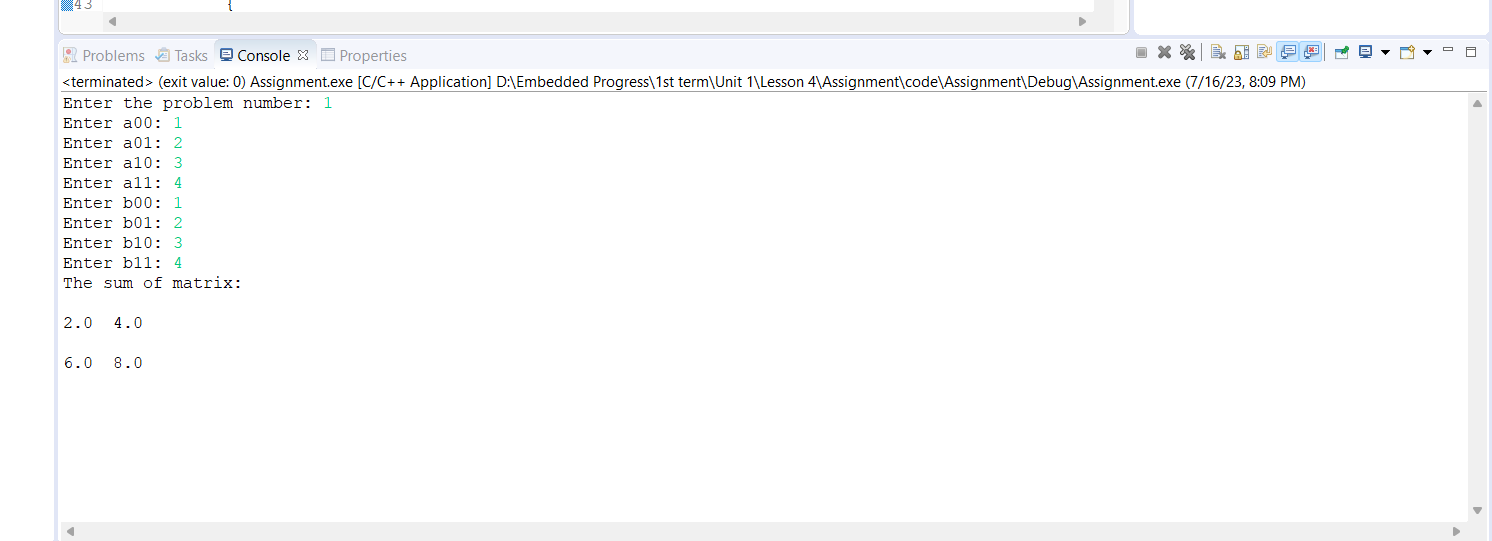 43 {
Problems Tasks Console Properties
<terminated> (exit value: 0) Assignment.exe [C/C++ Application] D:\Embedded Progress\1st term\Unit 1\Lesson 4\Assignment\code\Assignment\Debug\Assignment.exe (7/16/23, 8:09 PM)
Enter the problem number: 1
Enter a00: 1
Enter a01: 2
Enter a10: 3
Enter a11: 4
Enter b00: 1
Enter b01: 2
Enter b10: 3
Enter b11: 4
The sum of matrix:
2.0 4.0
6.0 8.0